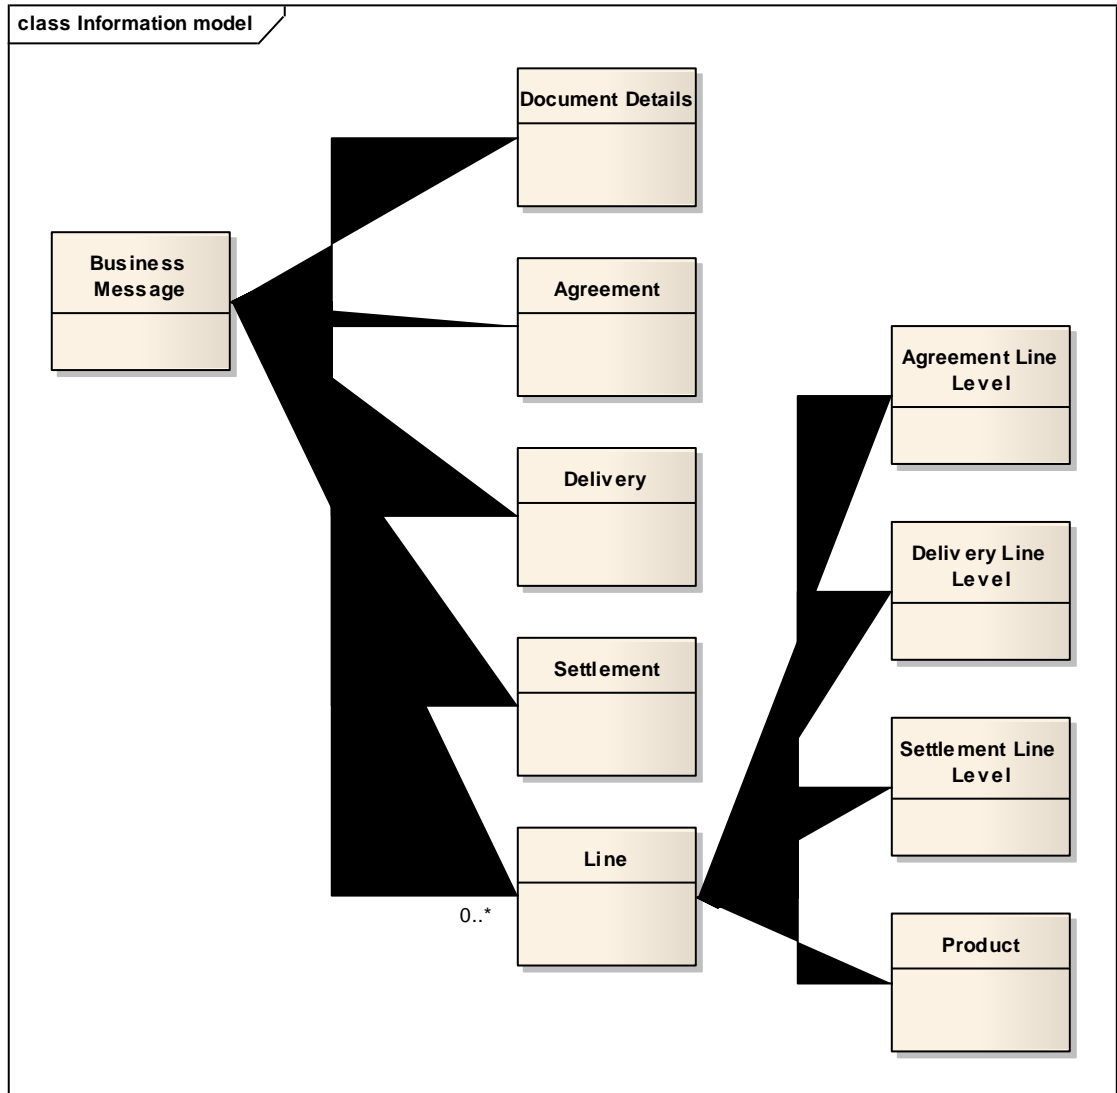 class Information model
Document Details
Business
Message
Agreement
Agreement Line
Level
Delivery
Delivery Line
Level
Settlement
Settlement Line
Level
Line
0..*
Product